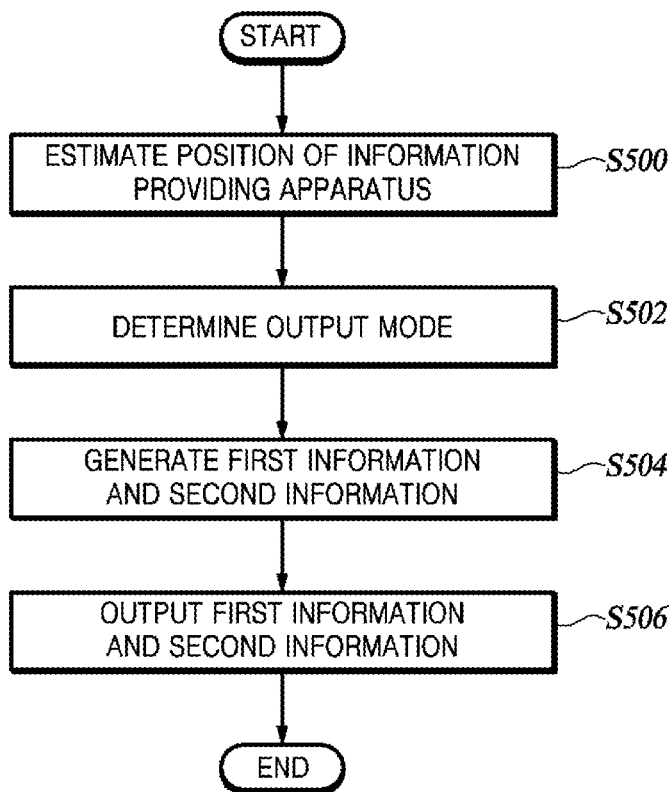 START
ESTIMATE POSITION OF INFORMATION
PROVIDING APPARATUS
S500
DETERMINE OUTPUT MODE
S502
GENERATE FIRST INFORMATION
AND SECOND INFORMATION
S504
OUTPUT FIRST INFORMATION
AND SECOND INFORMATION
S506
END